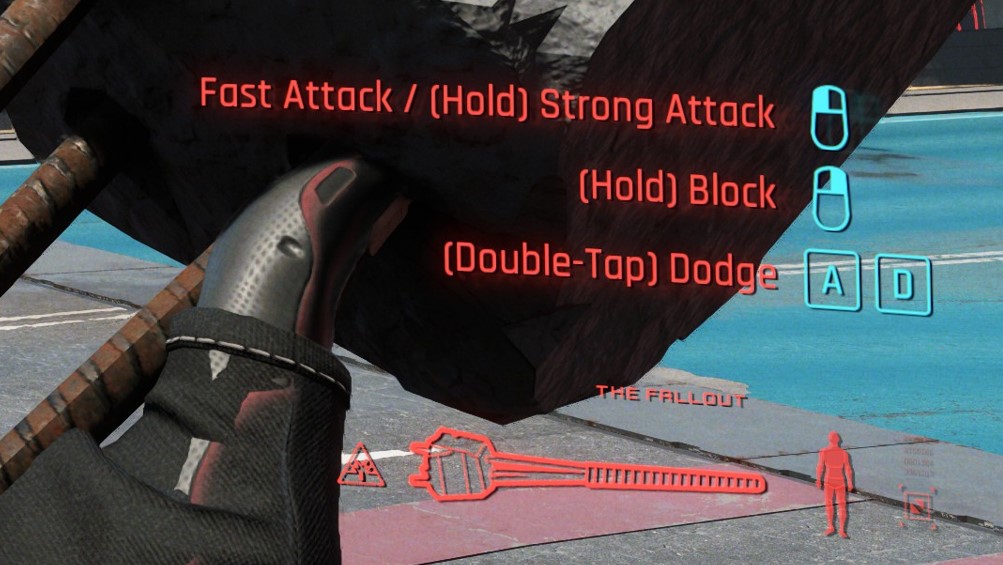 Fast Attack / (Hold) Strong Attack
(Hold) Block
(Double-Tap) Dodge A D
THE FALLOUT